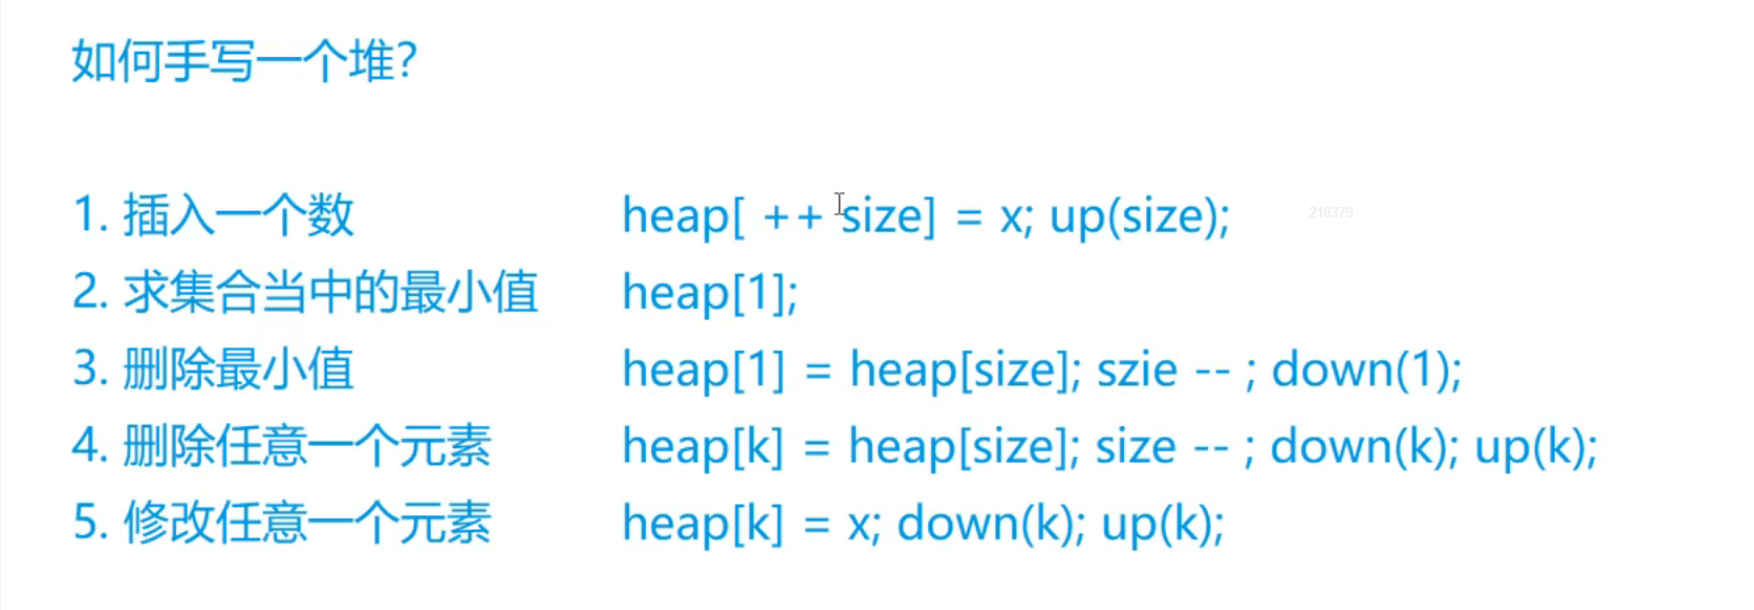 如何手写一个堆?
1. 插入一个数 heap[ ++ size] = x; up(size); 210379
2. 求集合当中的最小值 heap[1];
3. 删除最小值 heap[1] = heap[size]; szie -- ; down(1);
4. 删除任意一个元素 heap[k] = heap[size]; size -- ; down(k); up(k);
5. 修改任意一个元素 heap[k] = x; down(k); up(k);